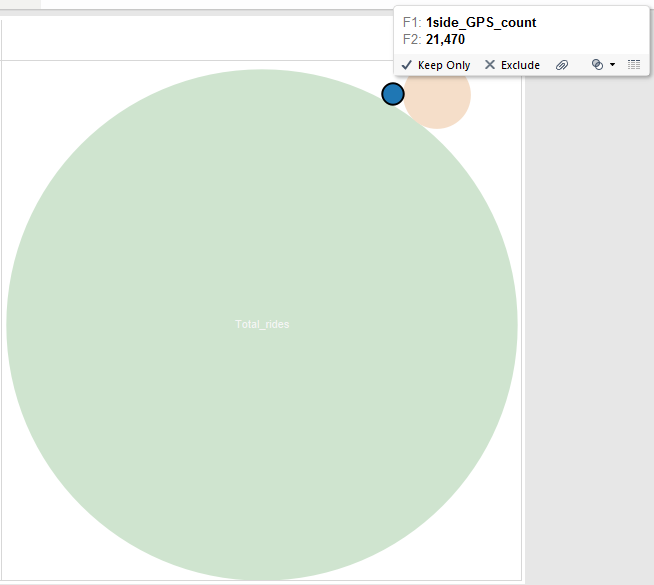 F1: 1side_GPS_count
F2: 21,470
Keep Only Exclude
Total_rides